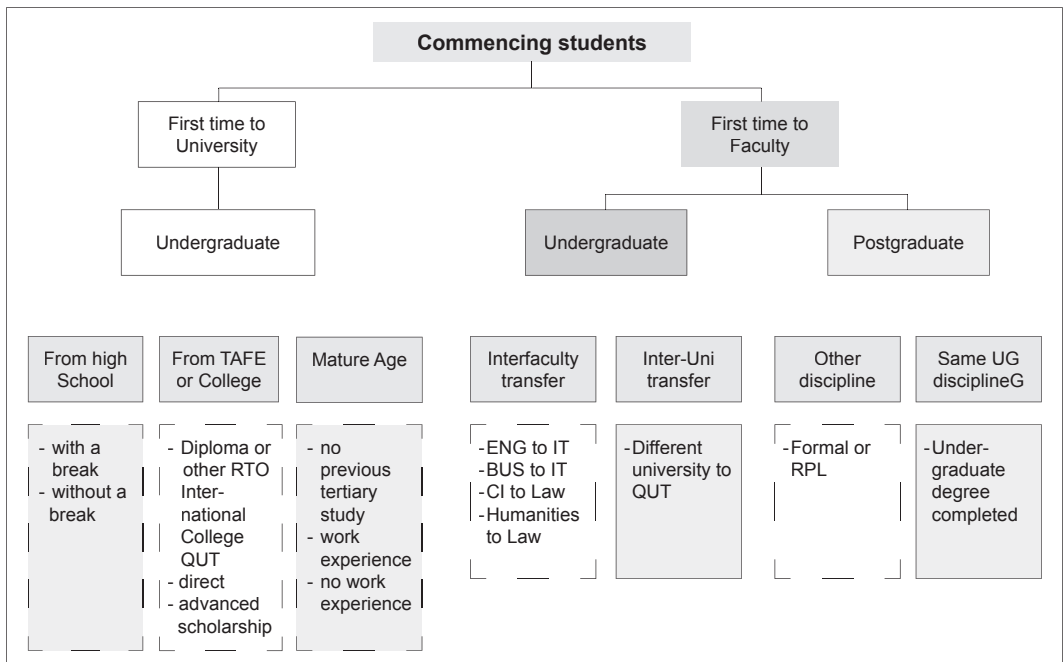 Commencing students
First time to
University
First time to
Faculty
Undergraduate
Undergraduate
Postgraduate
From high
School
From TAFE
or College
Mature Age
Interfaculty
transfer
Inter-Uni
transfer
Other
discipline
Same UG
disciplineG
- with a
break
- without a
break
- Diploma or
other RTO
Inter-
national
College
QUT
- direct
- advanced
scholarship
- no
previous
tertiary
study
- work
experience
- no work
experience
-ENG to IT
-BUS to IT
-CI to Law
-Humanities
to Law
-Different
university to
QUT
-Formal or
RPL
-Under-
graduate
degree
completed